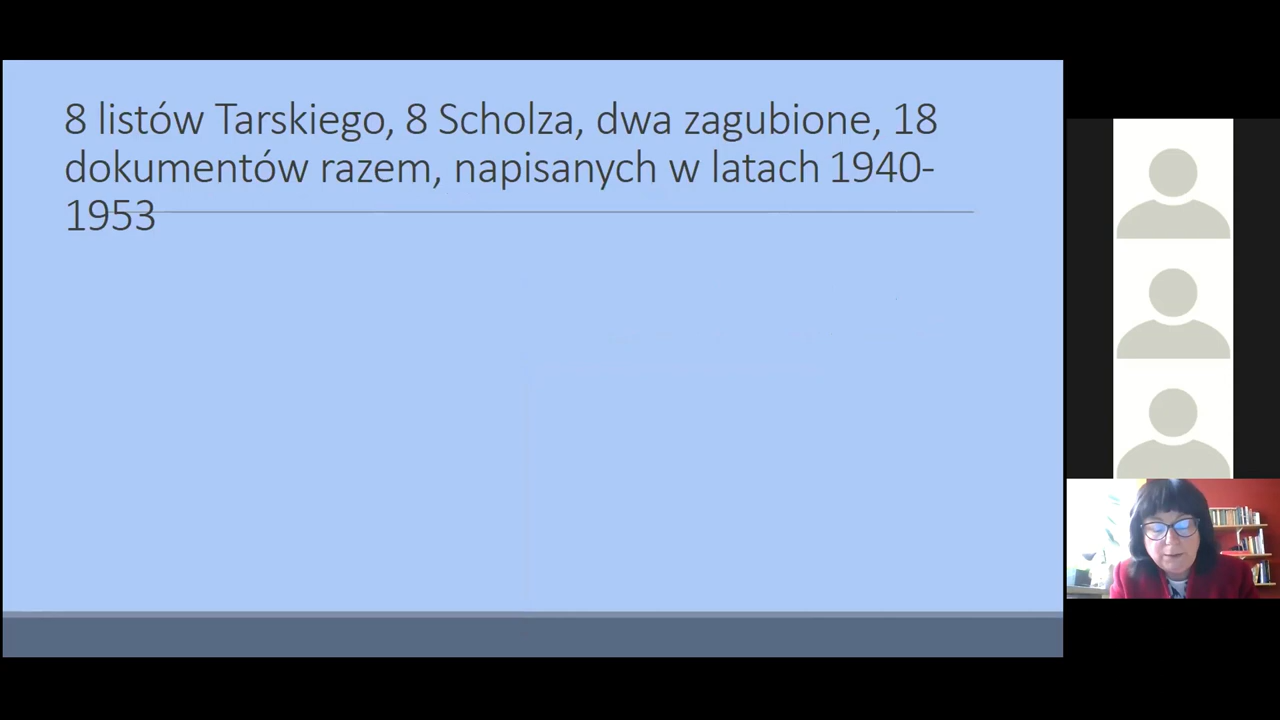 8 listów Tarskiego, 8 Scholza, dwa zagubione, 18
dokumentów razem, napisanych w latach 1940-
1953